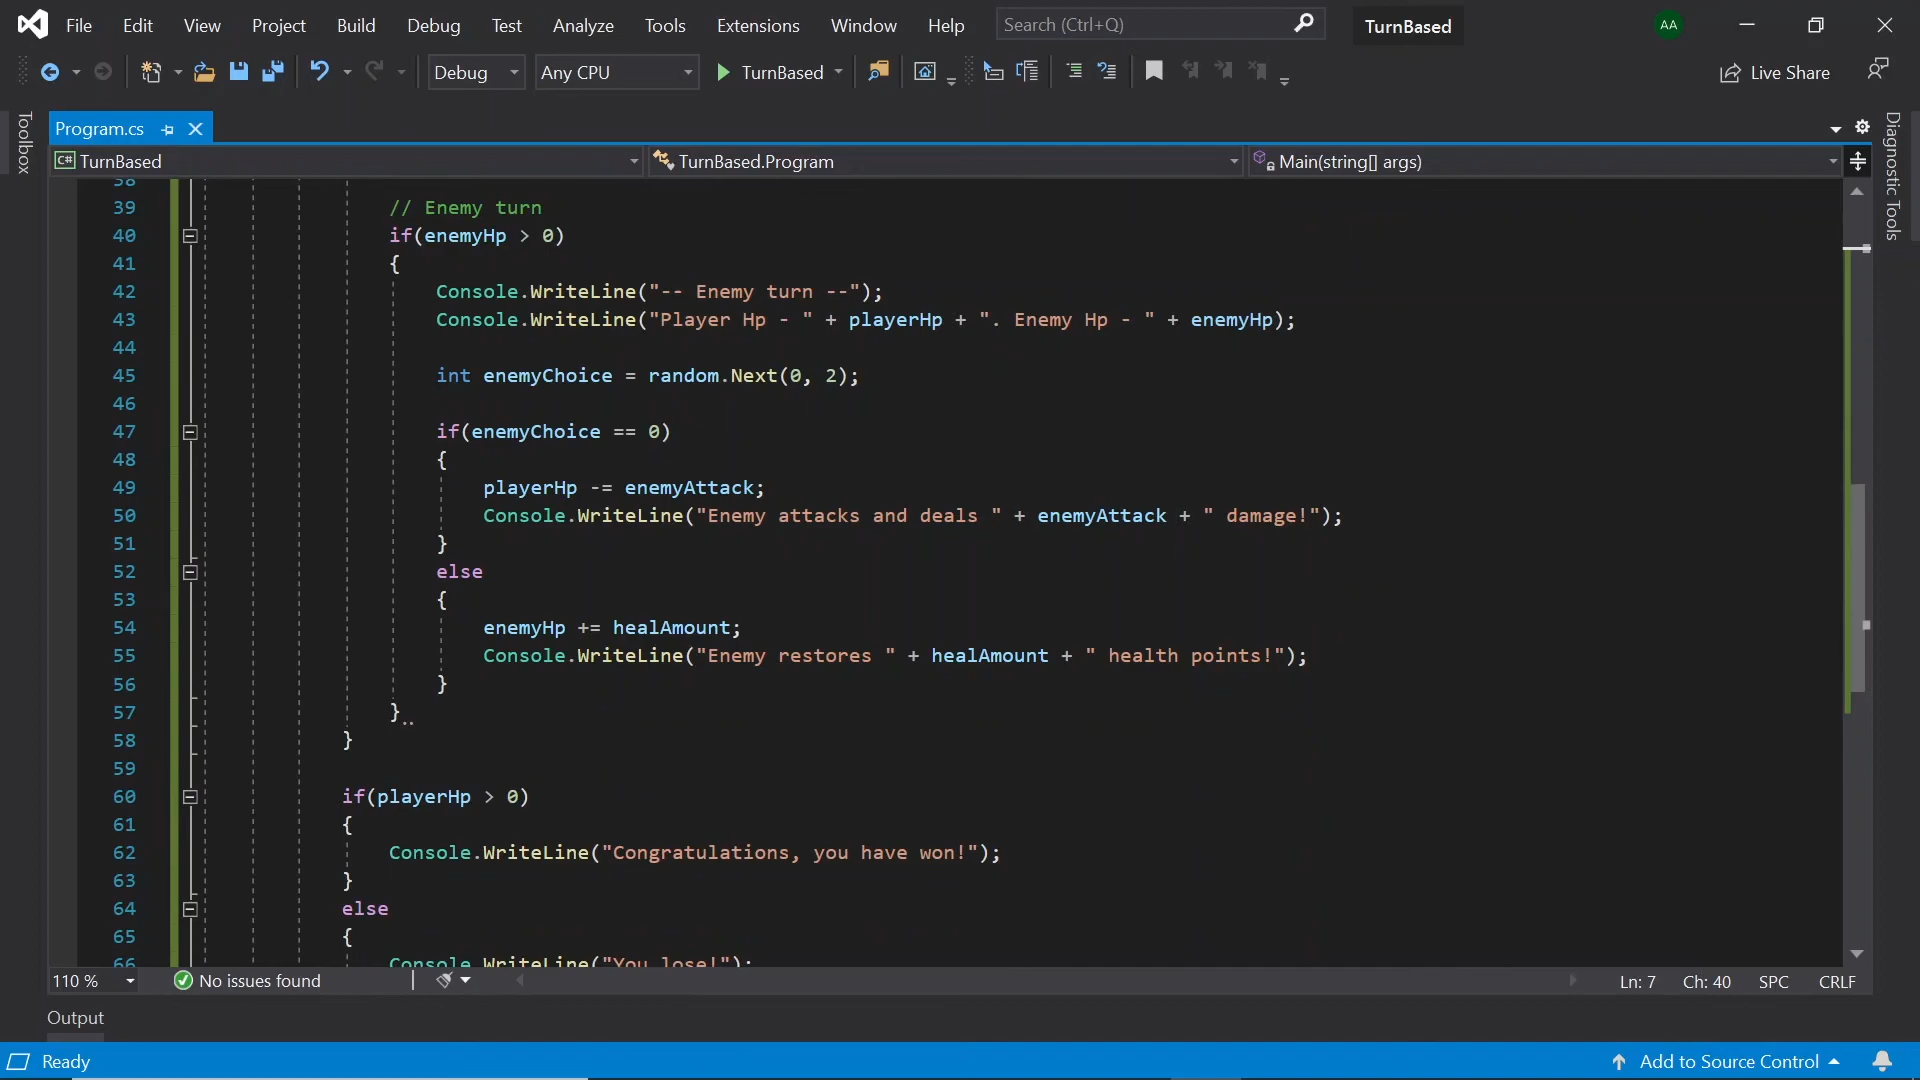 File Edit View Project Build Debug Test Analyze Tools Extensions Window Help Search (Ctrl+Q) TurnBased AA
Debug Any CPU TurnBased Live Share
Toolbox
Program.cs
Diagnostic Tools
C# TurnBased TurnBased.Program Main(string[] args)
38
39 // Enemy turn
40 if(enemyHp > 0)
41 {
42 Console.WriteLine("-- Enemy turn --");
43 Console.WriteLine("Player Hp - " + playerHp + ". Enemy Hp - " + enemyHp);
44
45 int enemyChoice = random.Next(0, 2);
46
47 if(enemyChoice == 0)
48 {
49 playerHp -= enemyAttack;
50 Console.WriteLine("Enemy attacks and deals " + enemyAttack + " damage!");
51 }
52 else
53 {
54 enemyHp += healAmount;
55 Console.WriteLine("Enemy restores " + healAmount + " health points!");
56 }
57 }
58 }
59
60 if(playerHp > 0)
61 {
62 Console.WriteLine("Congratulations, you have won!");
63 }
64 else
65 {
66 Console.WriteLine("You lose!");
110 % No issues found Ln: 7 Ch: 40 SPC CRLF
Output
Ready Add to Source Control